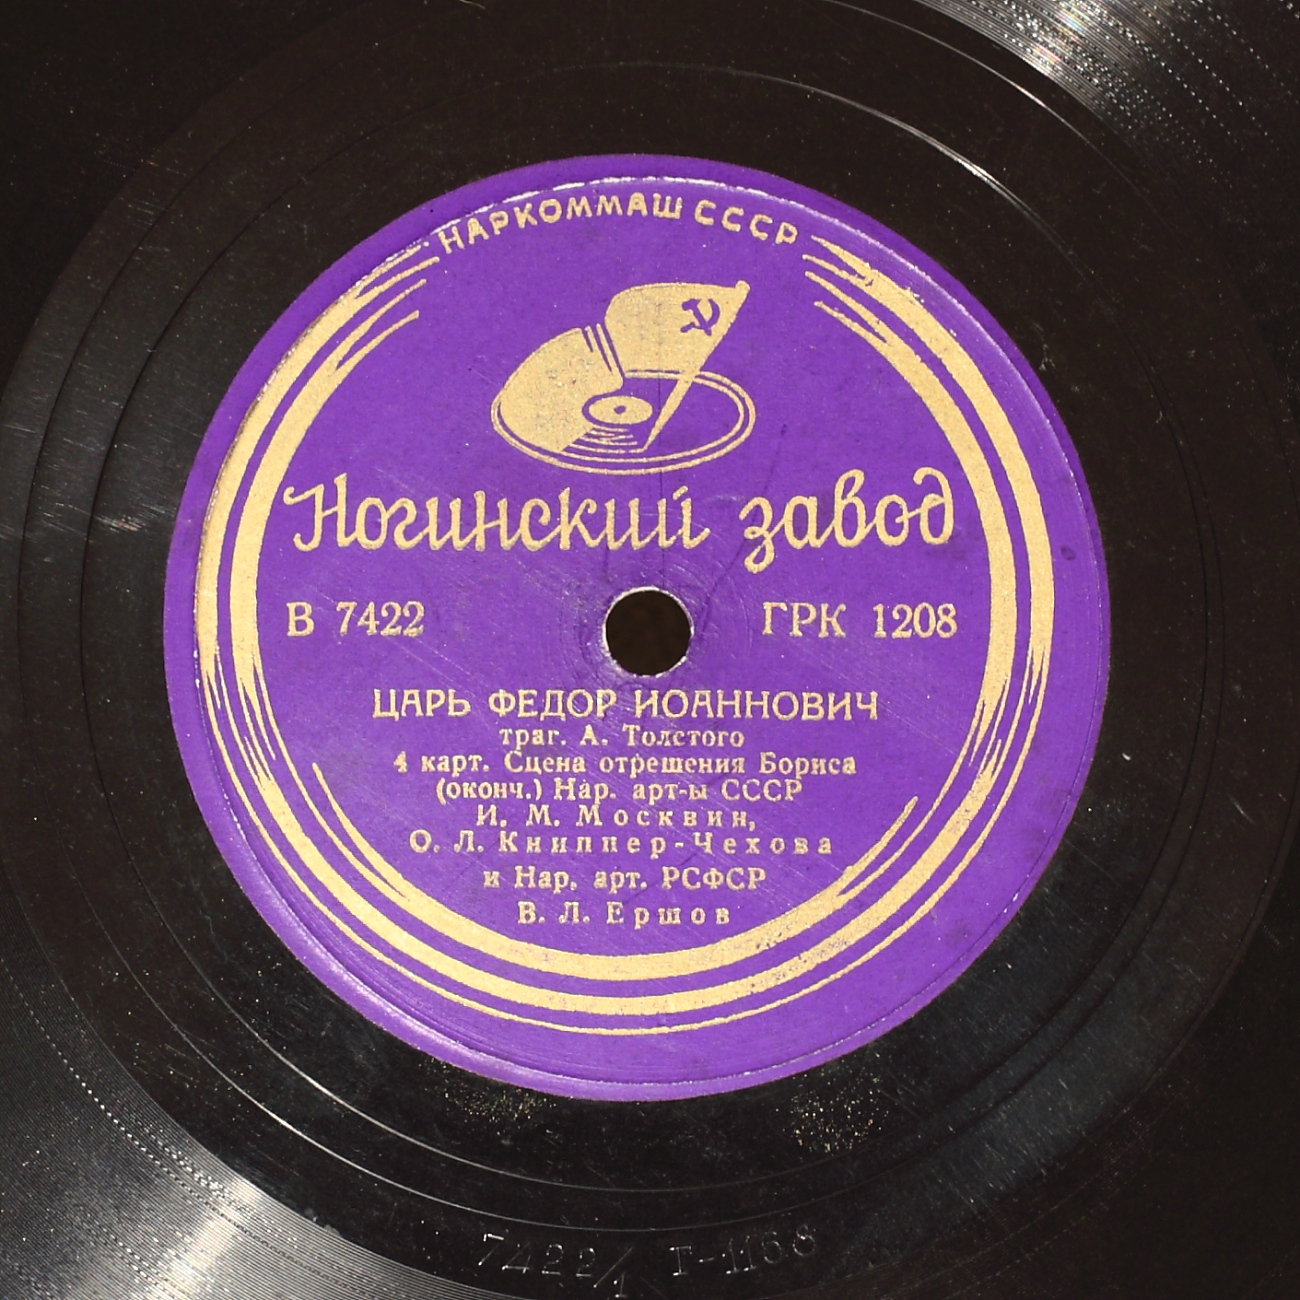 НАРКОММАШ СССР
Ногинский завод
В 7422 ГРК 1208
ЦАРЬ ФЕДОР ИОАННОВИЧ
траг. А. Толстого
4 карт. Сцена отрешения Бориса
(оконч.) Нар. арт-ы СССР
И. М. Москвин,
О. Л. Книппер-Чехова
и Нар. арт. РСФСР
В. Л. Ершов
7422/1 Г-1168